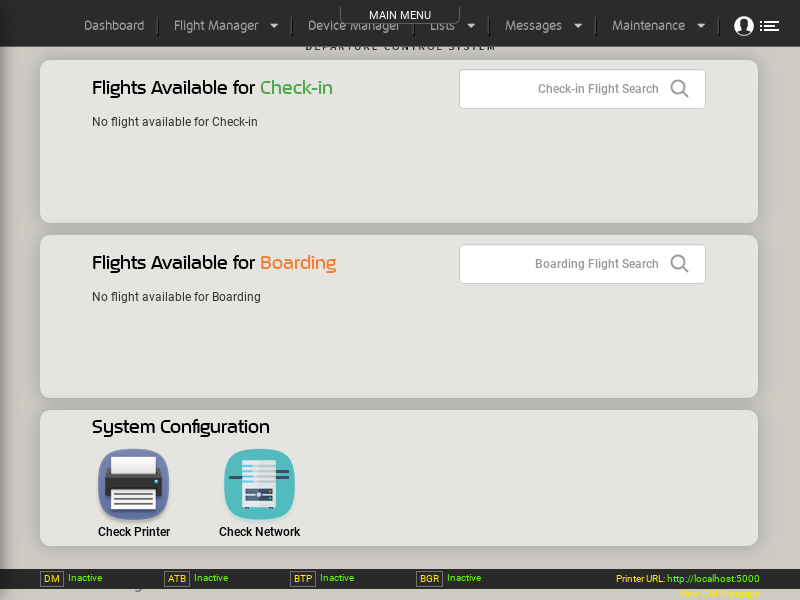 MAIN MENU
Dashboard Flight Manager Device Manager Lists Messages Maintenance
DEPARTURE CONTROL SYSTEM
Flights Available for Check-in
Check-in Flight Search
No flight available for Check-in
Flights Available for Boarding
Boarding Flight Search
No flight available for Boarding
System Configuration
Check Printer Check Network
DM Inactive ATB Inactive BTP Inactive BGR Inactive Printer URL: http://localhost:5000
View DM Message